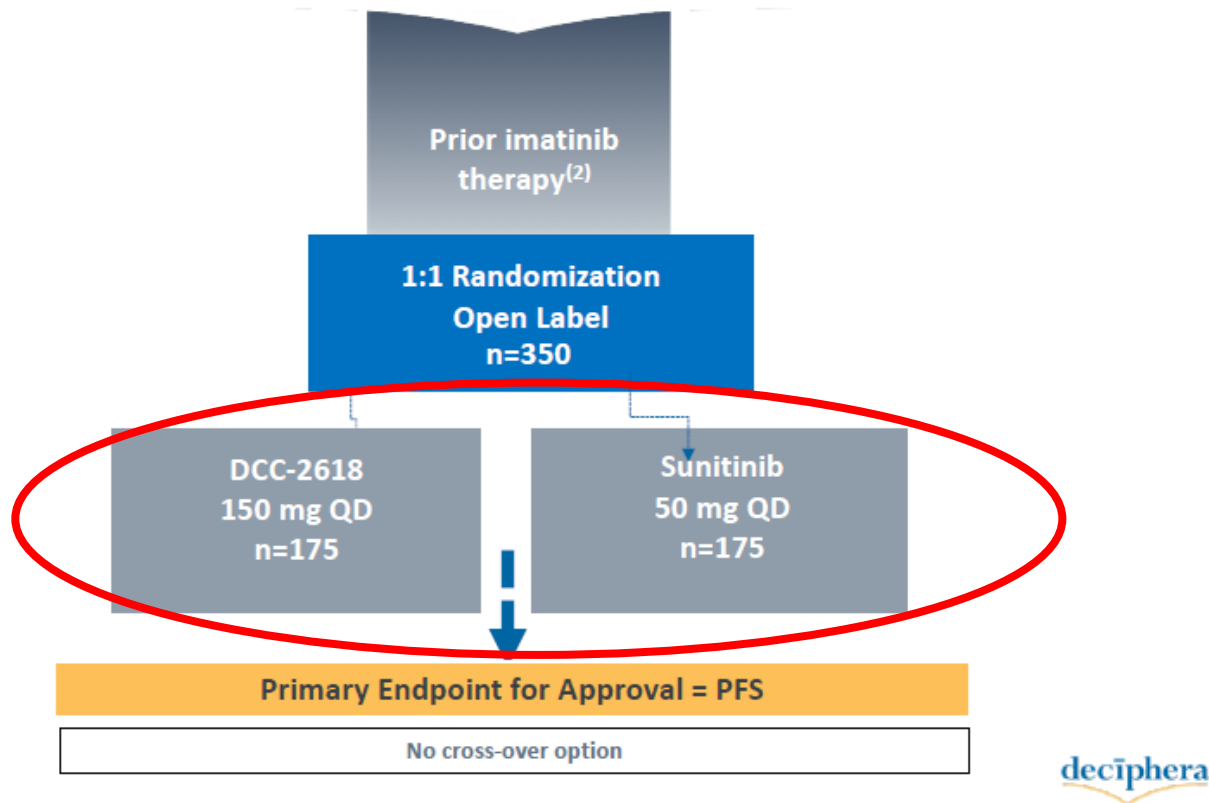 Prior imatinib
therapy(2)
1:1 Randomization
Open Label
n=350
DCC-2618
150 mg QD
n=175
Sunitinib
50 mg QD
n=175
Primary Endpoint for Approval = PFS
No cross-over option
decīphera